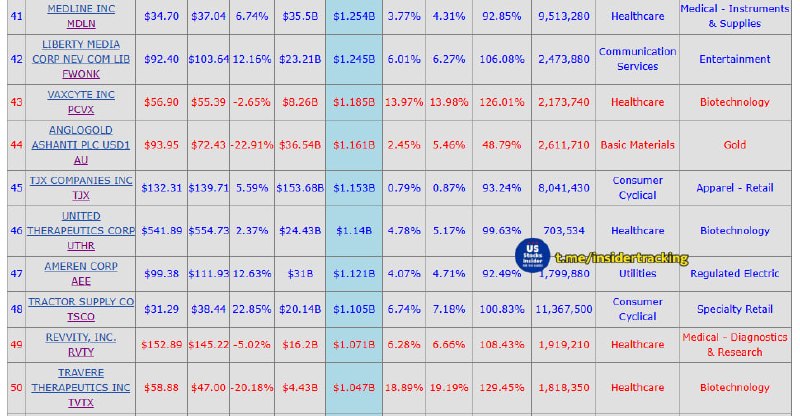 41 MEDLINE INC MDLN $34.70 $37.04 6.74% $35.5B $1.254B 3.77% 4.31% 92.85% 9,513,280 Healthcare Medical - Instruments & Supplies
42 LIBERTY MEDIA CORP NEV COM LIB FWONK $92.40 $103.64 12.16% $23.21B $1.245B 6.01% 6.27% 106.08% 2,473,880 Communication Services Entertainment
43 VAXCYTE INC PCVX $56.90 $55.39 -2.65% $8.26B $1.185B 13.97% 13.98% 126.01% 2,173,740 Healthcare Biotechnology
44 ANGLOGOLD ASHANTI PLC USD1 AU $93.95 $72.43 -22.91% $36.54B $1.161B 2.45% 5.46% 48.79% 2,611,710 Basic Materials Gold
45 TJX COMPANIES INC TJX $132.31 $139.71 5.59% $153.68B $1.153B 0.79% 0.87% 93.24% 8,041,430 Consumer Cyclical Apparel - Retail
46 UNITED THERAPEUTICS CORP UTHR $541.89 $554.73 2.37% $24.43B $1.14B 4.78% 5.17% 99.63% 703,534 Healthcare Biotechnology
US Stocks Insider t.me/insidertracking
47 AMEREN CORP AEE $99.38 $111.93 12.63% $31B $1.121B 4.07% 4.71% 92.49% 1,799,880 Utilities Regulated Electric
48 TRACTOR SUPPLY CO TSCO $31.29 $38.44 22.85% $20.14B $1.105B 6.74% 7.18% 100.83% 11,367,500 Consumer Cyclical Specialty Retail
49 REVVITY, INC. RVTY $152.89 $145.22 -5.02% $16.2B $1.071B 6.28% 6.66% 108.43% 1,919,210 Healthcare Medical - Diagnostics & Research
50 TRAVERE THERAPEUTICS INC TVTX $58.88 $47.00 -20.18% $4.43B $1.047B 18.89% 19.19% 129.45% 1,818,350 Healthcare Biotechnology